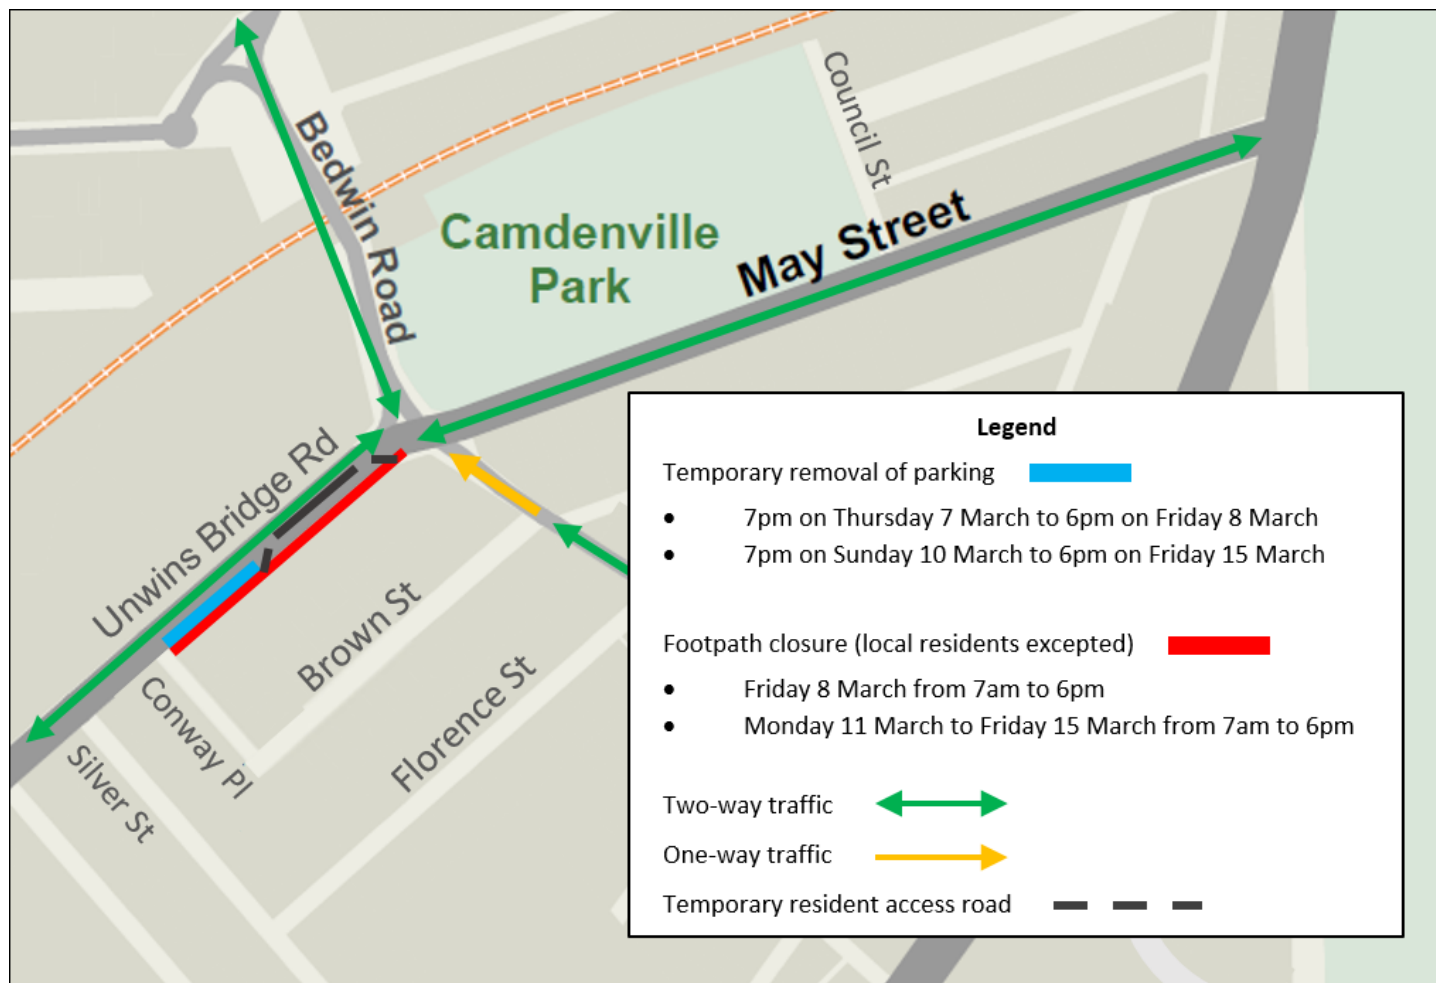 Council St
Bedwin Road
May Street
Camdenville
Park
Unwins Bridge Rd
Brown St
Florence St
Conway Pl
Silver St
Legend
Temporary removal of parking
• 7pm on Thursday 7 March to 6pm on Friday 8 March
• 7pm on Sunday 10 March to 6pm on Friday 15 March
Footpath closure (local residents excepted)
• Friday 8 March from 7am to 6pm
• Monday 11 March to Friday 15 March from 7am to 6pm
Two-way traffic
One-way traffic
Temporary resident access road